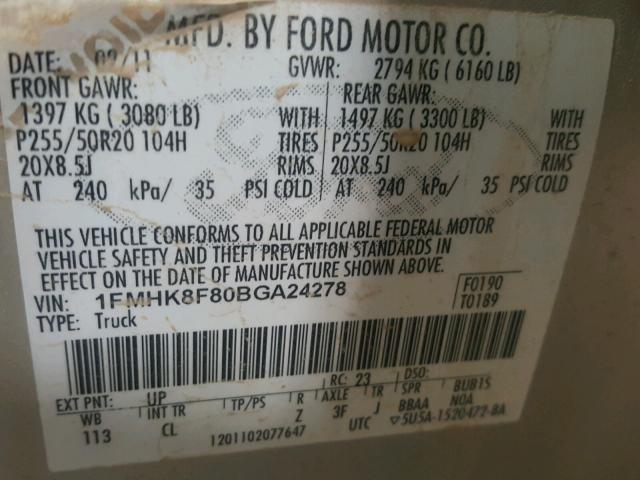 VOID
MFD. BY FORD MOTOR CO.
DATE: 02/11 GVWR: 2794 KG ( 6160 LB)
FRONT GAWR: REAR GAWR:
1397 KG ( 3080 LB) WITH 1497 KG ( 3300 LB) WITH
P255/50R20 104H TIRES P255/50R20 104H TIRES
20X8.5J RIMS 20X8.5J RIMS
AT 240 kPa/ 35 PSI COLD AT 240 kPa/ 35 PSI COLD
THIS VEHICLE CONFORMS TO ALL APPLICABLE FEDERAL MOTOR
VEHICLE SAFETY AND THEFT PREVENTION STANDARDS IN
EFFECT ON THE DATE OF MANUFACTURE SHOWN ABOVE.
VIN: 1FMHK8F80BGA24278 F0190
TYPE: Truck T0189
EXT PNT: UP RC: 23 DSO:
WB INT TR TP/PS R AXLE TR SPR BUB15
113 CL Z 3F J BBAA NOA
1201102077647 UTC ▽5U5A-1520472-BA